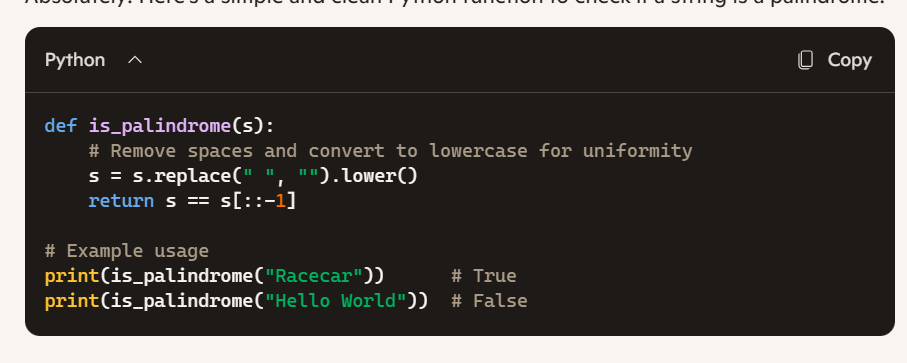 Absolutely! Here's a simple and clean Python function to check if a string is a palindrome:
Python
Copy
def is_palindrome(s):
    # Remove spaces and convert to lowercase for uniformity
    s = s.replace(" ", "").lower()
    return s == s[::-1]

# Example usage
print(is_palindrome("Racecar"))      # True
print(is_palindrome("Hello World"))  # False